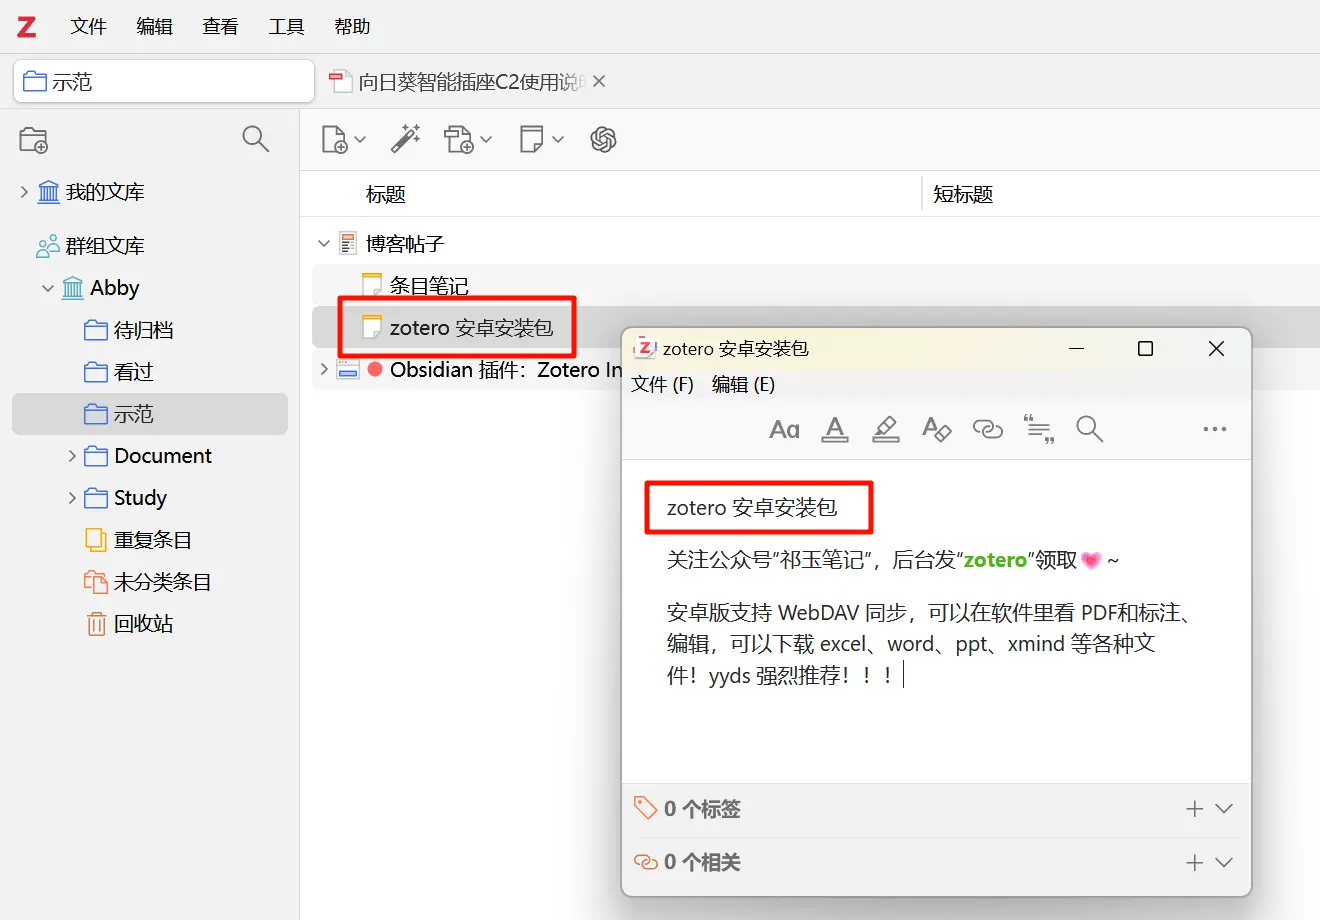 Z 文件 编辑 查看 工具 帮助
示范
向日葵智能插座C2使用说
我的文库
群组文库
Abby
待归档
看过
示范
Document
Study
重复条目
未分类条目
回收站
标题 短标题
博客帖子
条目笔记
zotero 安卓安装包
Obsidian 插件：Zotero In
zotero 安卓安装包
文件 (F) 编辑 (E)
Aa A A
zotero 安卓安装包
关注公众号”祁玉笔记”，后台发“zotero”领取💗 ~
安卓版支持 WebDAV 同步，可以在软件里看 PDF和标注、
编辑，可以下载 excel、word、ppt、xmind 等各种文
件！yyds 强烈推荐！！！
0 个标签
0 个相关